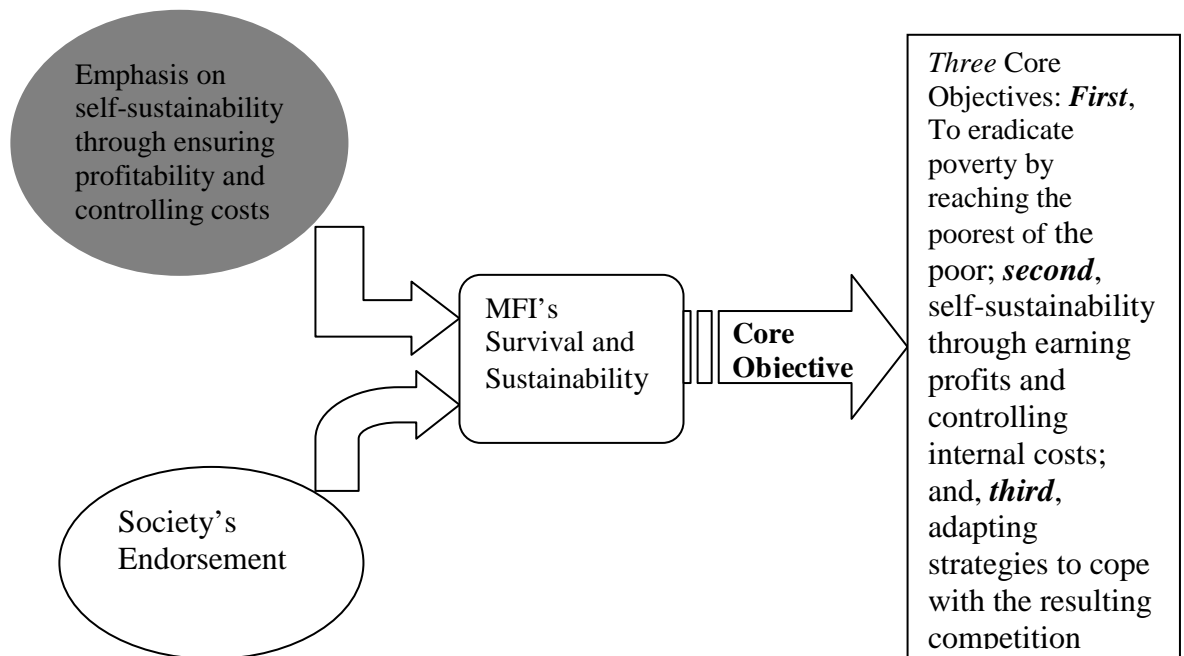 Emphasis on
self-sustainability
through ensuring
profitability and
controlling costs
Society’s
Endorsement
MFI’s
Survival and
Sustainability
Core
Objective
Three Core
Objectives: First,
To eradicate
poverty by
reaching the
poorest of the
poor; second,
self-sustainability
through earning
profits and
controlling
internal costs;
and, third,
adapting
strategies to cope
with the resulting
competition